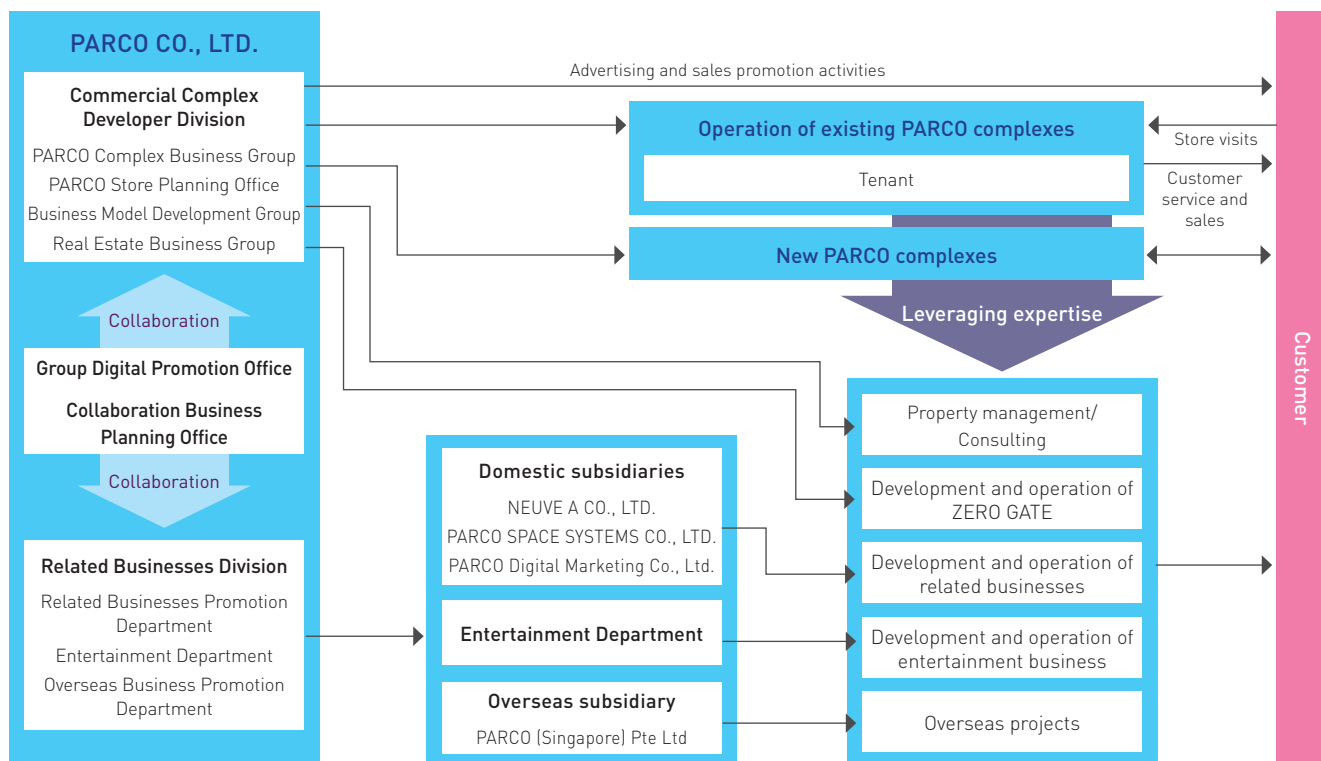 PARCO CO., LTD.
Commercial Complex
Developer Division
PARCO Complex Business Group
PARCO Store Planning Office
Business Model Development Group
Real Estate Business Group
Collaboration
Group Digital Promotion Office
Collaboration Business
Planning Office
Collaboration
Related Businesses Division
Related Businesses Promotion
Department
Entertainment Department
Overseas Business Promotion
Department
Advertising and sales promotion activities
Operation of existing PARCO complexes
Tenant
Store visits
Customer
service and
sales
New PARCO complexes
Leveraging expertise
Domestic subsidiaries
NEUVE A CO., LTD.
PARCO SPACE SYSTEMS CO., LTD.
PARCO Digital Marketing Co., Ltd.
Entertainment Department
Overseas subsidiary
PARCO (Singapore) Pte Ltd
Property management/
Consulting
Development and operation of
ZERO GATE
Development and operation of
related businesses
Development and operation of
entertainment business
Overseas projects
Customer